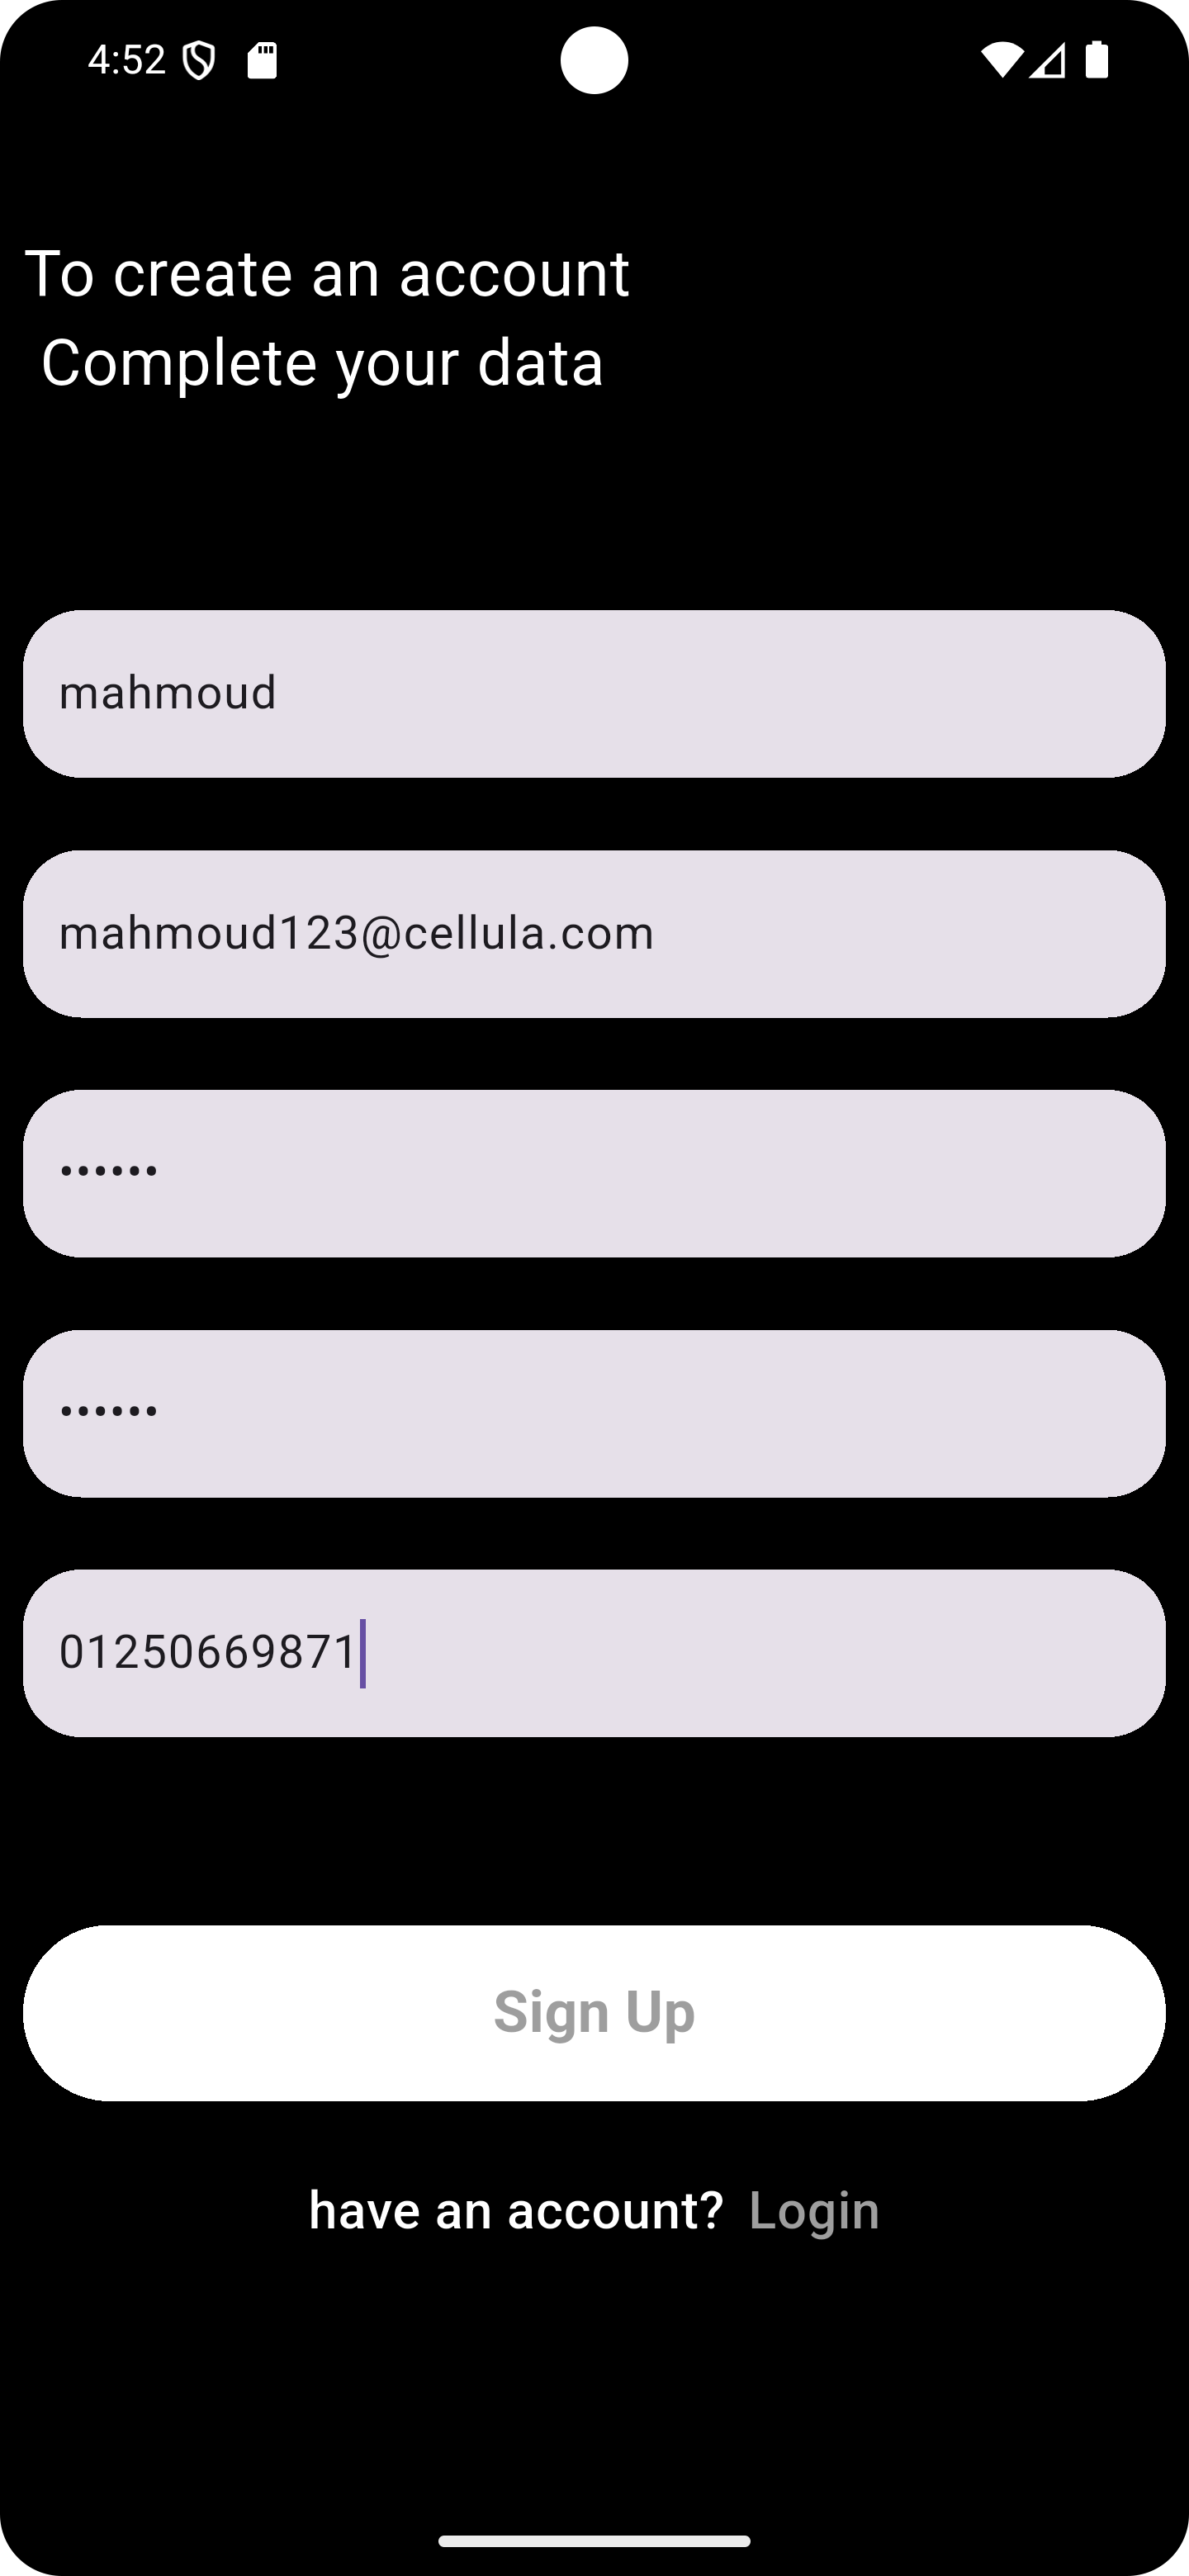 4:52
To create an account
Complete your data
mahmoud
mahmoud123@cellula.com
••••••
••••••
01250669871
Sign Up
have an account? Login